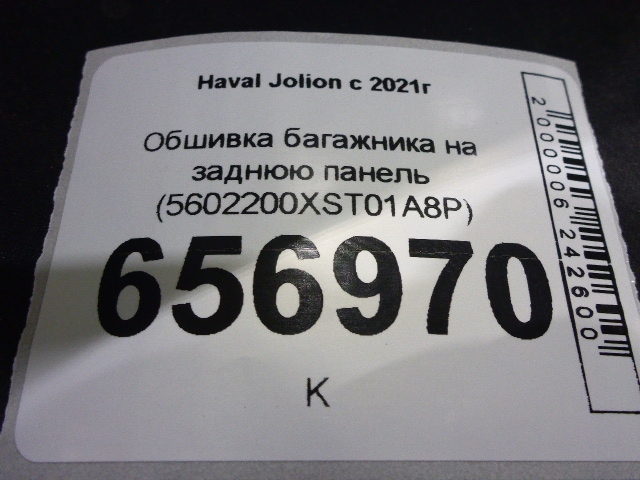 Haval Jolion с 2021г
Обшивка багажника на
заднюю панель
(5602200XST01A8P)
656970
К
2000006242600